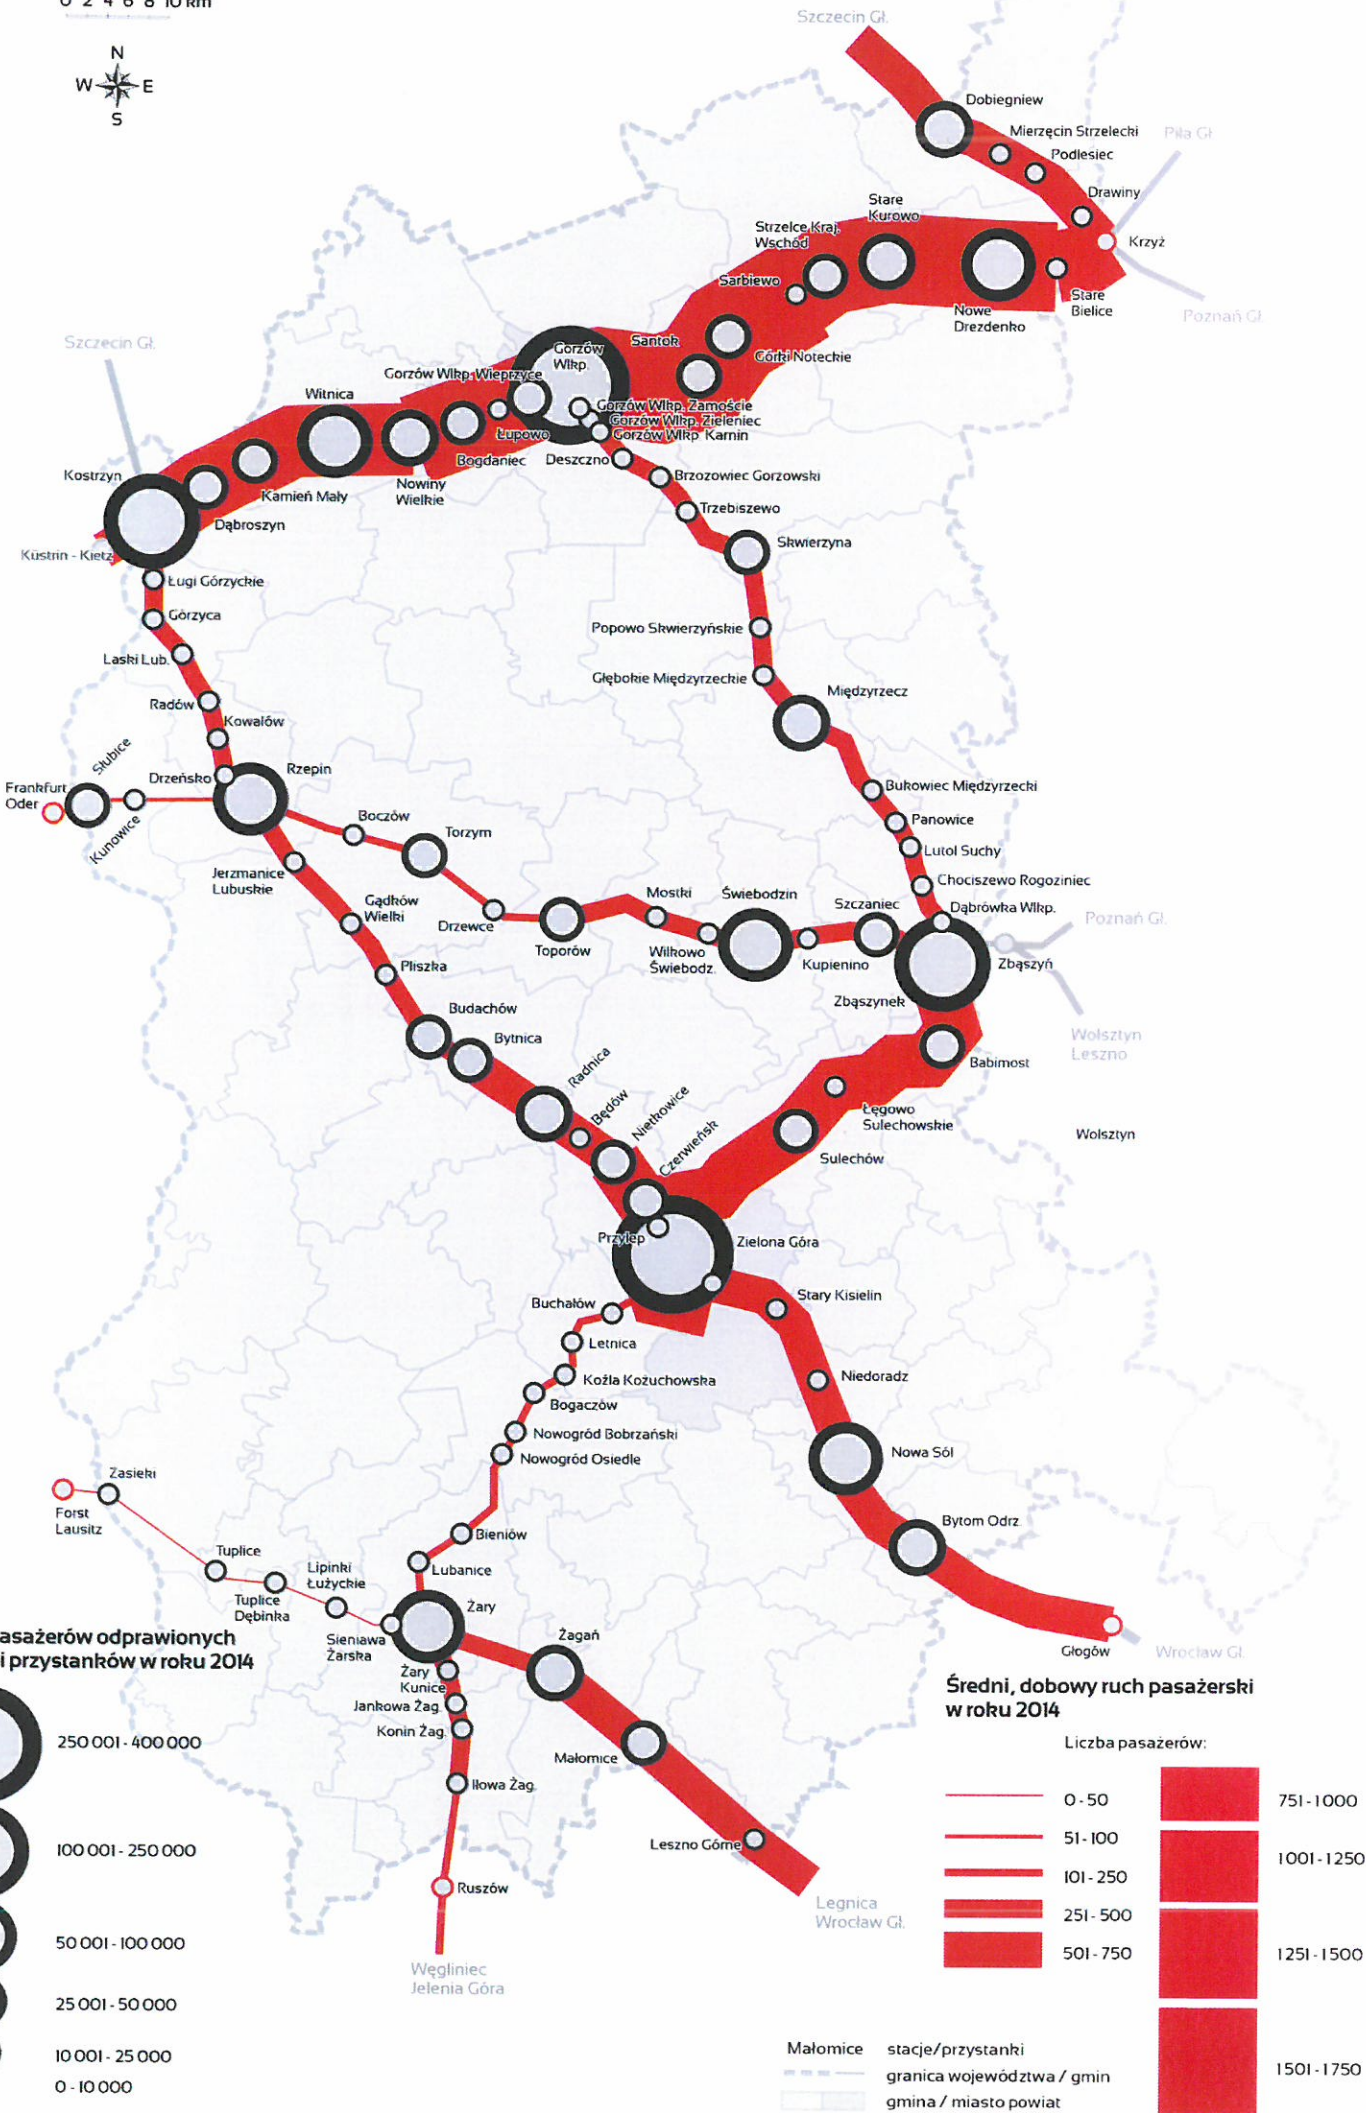 0 2 4 6 8 10 km
N
W E
S
Szczecin Gł.
Dobiegniew
Mierzęcin Strzelecki
Podlesiec
Piła Gł
Drawiny
Krzyż
Stare
Kurowo
Strzelce Kraj.
Wschód
Sarbiewo
Nowe
Drezdenko
Stare
Bielice
Poznań Gł
Szczecin Gł.
Santok
Górki Noteckie
Gorzów
Wlkp.
Gorzów Wlkp. Wieprzyce
Witnica
Gorzów Wlkp. Zamoście
Gorzów Wlkp. Zieleniec
Gorzów Wlkp Karnin
Łupowo
Bogdaniec
Deszczno
Kostrzyn
Kamień Mały
Nowiny
Wielkie
Brzozowiec Gorzowski
Dąbroszyn
Trzebiszewo
Küstrin - Kietz
Skwierzyna
Ługi Górzyckie
Górzyca
Popowo Skwierzyńskie
Laski Lub.
Głębokie Międzyrzeckie
Radów
Międzyrzecz
Kowalów
Słubice
Drzeńsko
Rzepin
Frankfurt
Oder
Kunowice
Bukowiec Międzyrzecki
Boczów
Panowice
Torzym
Lutol Suchy
Jerzmanice
Lubuskie
Chociszewo Rogoziniec
Gądków
Wielki
Mostki
Świebodzin
Szczaniec
Dąbrówka Wlkp.
Poznań Gł.
Drzewce
Toporów
Wilkowo
Świebodz.
Kupienino
Zbąszyń
Pliszka
Zbąszynek
Budachów
Wolsztyn
Leszno
Bytnica
Babimost
Radnica
Będów
Nietkowice
Czerwieńsk
Łęgowo
Sulechowskie
Wolsztyn
Sulechów
Przylep
Zielona Góra
Buchałów
Stary Kisielin
Letnica
Koźla Kożuchowska
Niedoradz
Bogaczów
Nowogród Bobrzański
Nowogród Osiedle
Nowa Sól
Zasieki
Forst
Lausitz
Bytom Odrz
Bieniów
Tuplice
Lubanice
Lipinki
Łużyckie
Tuplice
Dębinka
Żary
Żagań
Sieniawa
Żarska
Głogów
Wrocław Gł.
asażerów odprawionych
i przystanków w roku 2014
Żary
Kunice
Jankowa Żag.
Konin Żag.
Małomice
Iłowa Żag.
Leszno Górne
Ruszów
Legnica
Wrocław Gł.
Węgliniec
Jelenia Góra
250 001 - 400 000
100 001 - 250 000
50 001 - 100 000
25 001 - 50 000
10 001 - 25 000
0 - 10 000
Średni, dobowy ruch pasażerski
w roku 2014
Liczba pasażerów:
0 - 50
51 - 100
101 - 250
251 - 500
501 - 750
751 - 1000
1001 - 1250
1251 - 1500
1501 - 1750
Małomice stacje/przystanki
granica województwa / gmin
gmina / miasto powiat